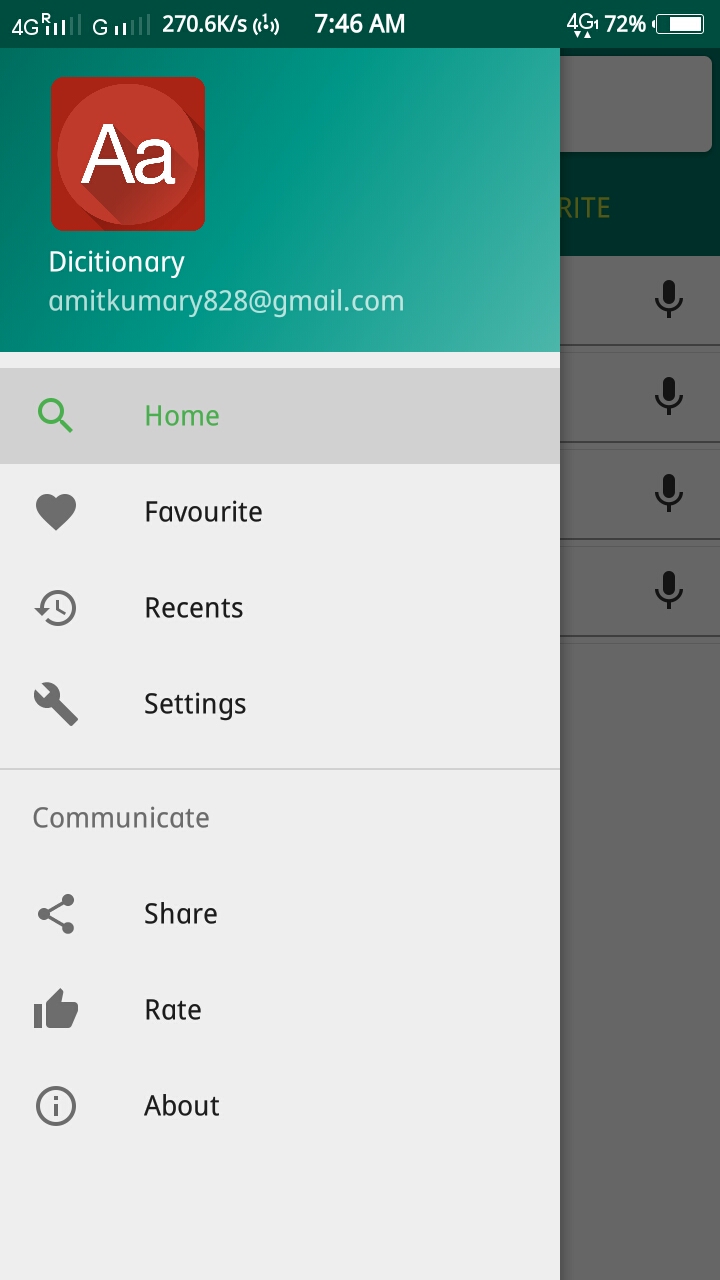 4G R G 270.6K/s 7:46 AM 4G1 72%
Aa
Dicitionary
amitkumary828@gmail.com
RITE
Home
Favourite
Recents
Settings
Communicate
Share
Rate
About